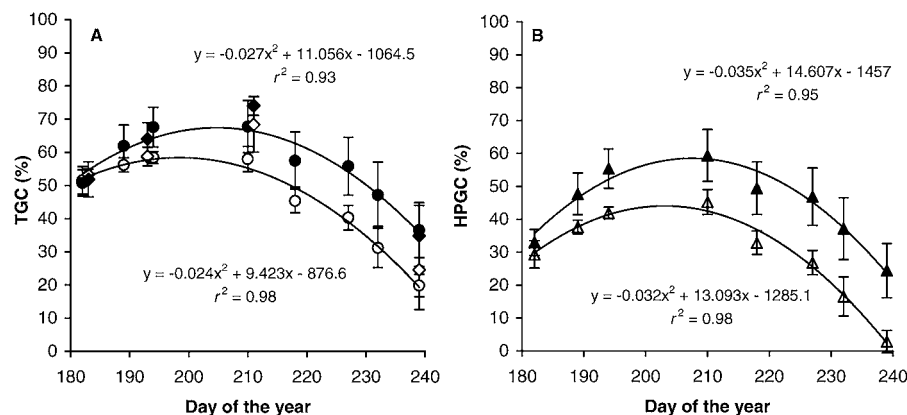 A
y = -0.027x² + 11.056x - 1064.5
r² = 0.93
y = -0.024x² + 9.423x - 876.6
r² = 0.98
TGC (%)
100
90
80
70
60
50
40
30
20
10
0
180 190 200 210 220 230 240
Day of the year
B
y = -0.035x² + 14.607x - 1457
r² = 0.95
y = -0.032x² + 13.093x - 1285.1
r² = 0.98
HPGC (%)
100
90
80
70
60
50
40
30
20
10
0
180 190 200 210 220 230 240
Day of the year